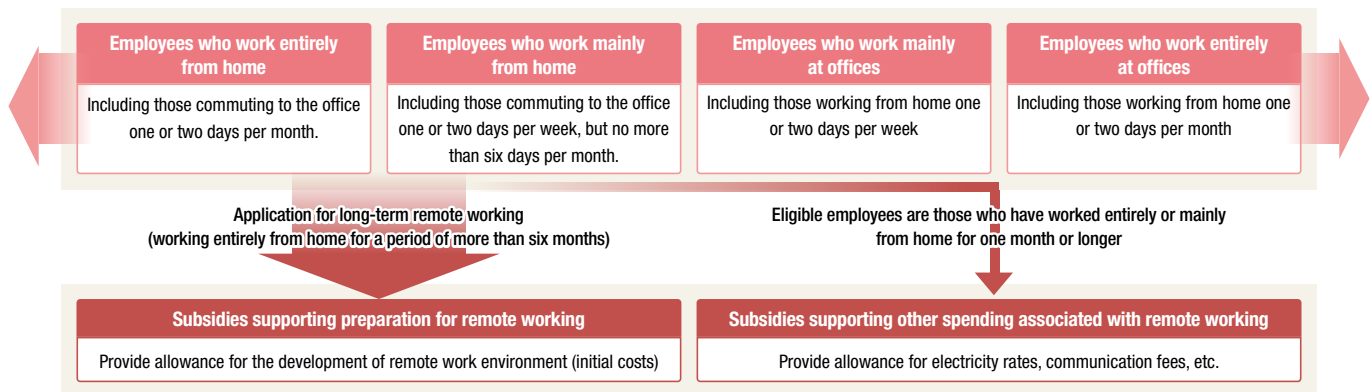 Employees who work entirely
from home
Including those commuting to the office
one or two days per month.
Employees who work mainly
from home
Including those commuting to the office
one or two days per week, but no more
than six days per month.
Employees who work mainly
at offices
Including those working from home one
or two days per week
Employees who work entirely
at offices
Including those working from home one
or two days per month
Application for long-term remote working
(working entirely from home for a period of more than six months)
Eligible employees are those who have worked entirely or mainly
from home for one month or longer
Subsidies supporting preparation for remote working
Provide allowance for the development of remote work environment (initial costs)
Subsidies supporting other spending associated with remote working
Provide allowance for electricity rates, communication fees, etc.